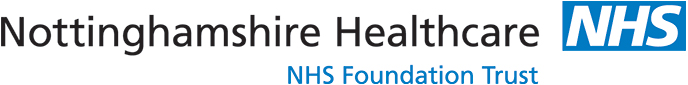 Nottinghamshire Healthcare NHS
NHS Foundation Trust